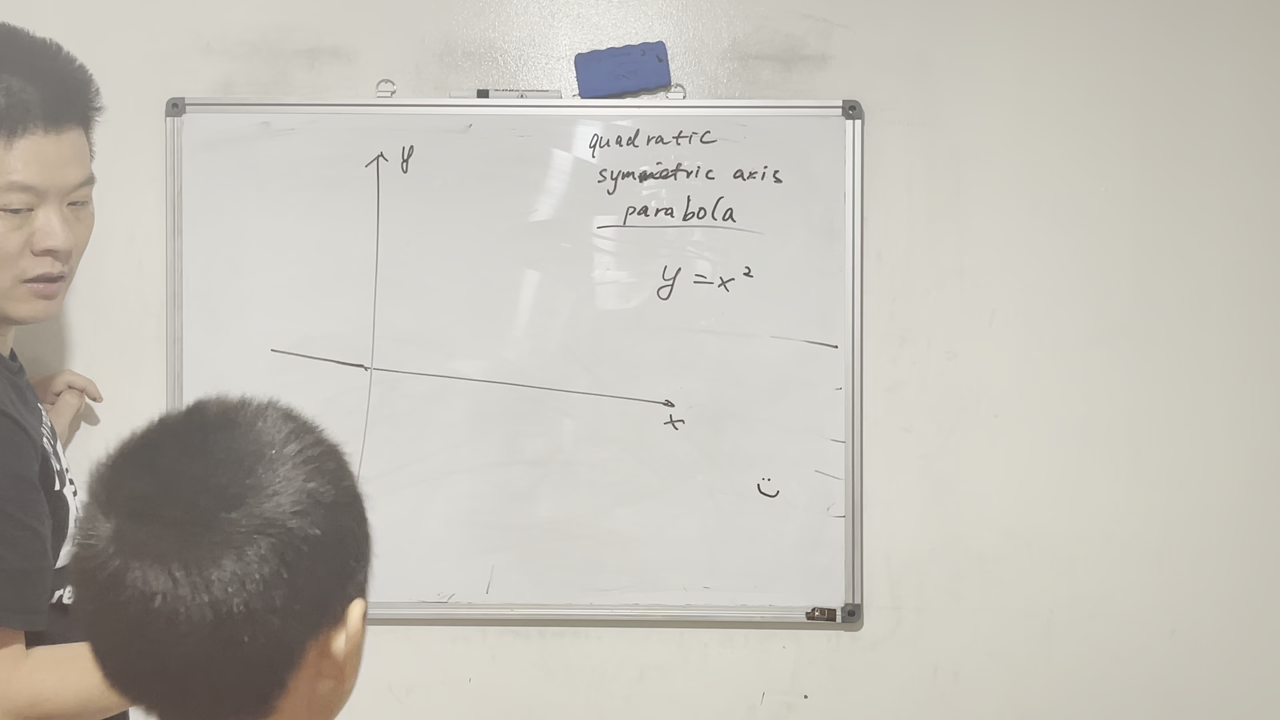 quadratic
symmetric axis
parabola
y = x²
y
x